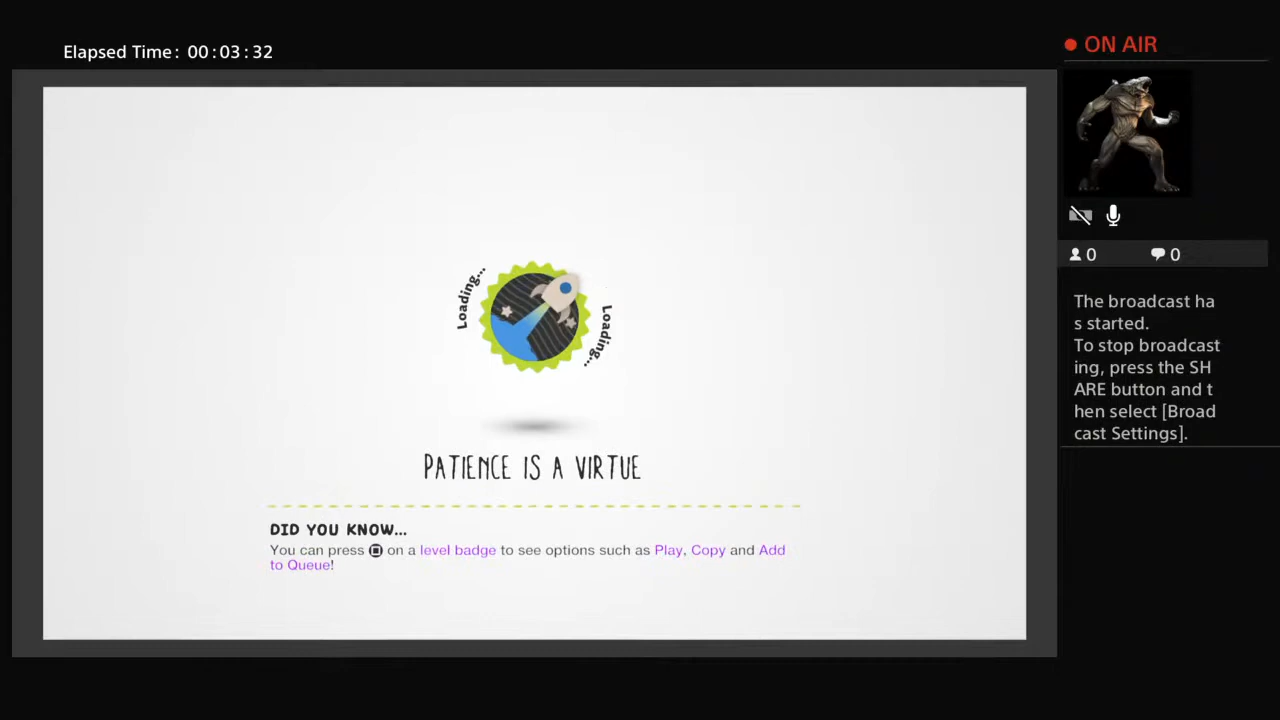 Elapsed Time: 00:03:32
ON AIR
Loading...
Loading...
0
0
The broadcast ha
s started.
To stop broadcast
ing, press the SH
ARE button and t
hen select [Broad
cast Settings].
PATIENCE IS A VIRTUE
DID YOU KNOW...
You can press on a level badge to see options such as Play, Copy and Add
to Queue!